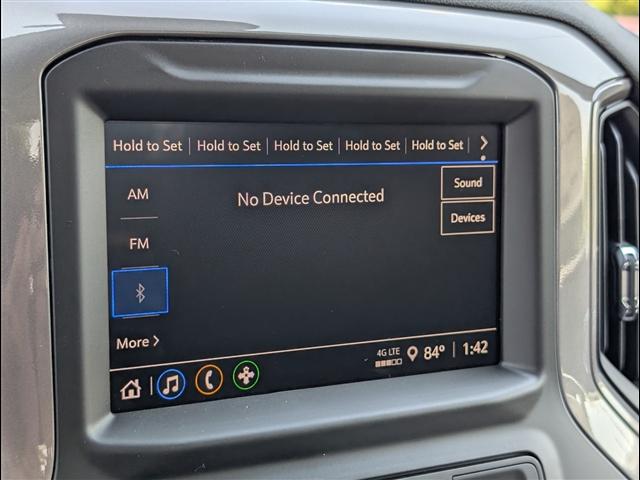 Hold to Set Hold to Set Hold to Set Hold to Set Hold to Set >
AM
No Device Connected
Sound
Devices
FM
More >
4G LTE 84° 1:42